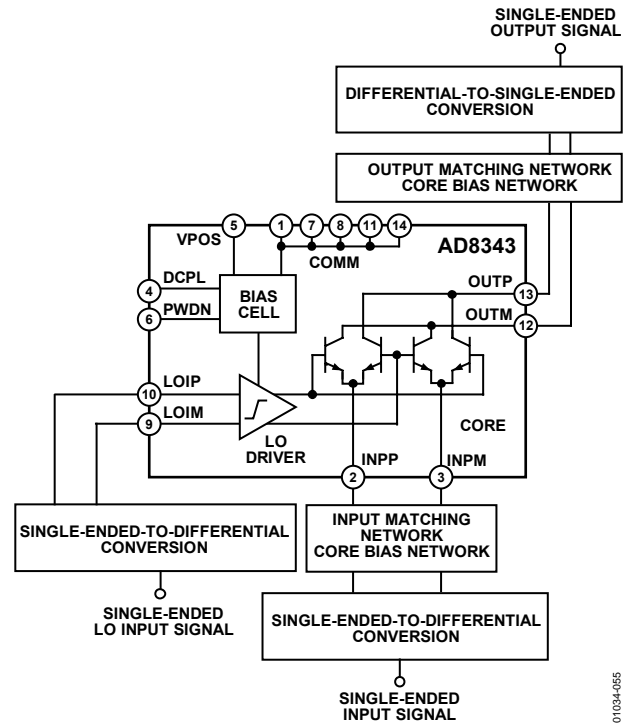 SINGLE-ENDED
OUTPUT SIGNAL
DIFFERENTIAL-TO-SINGLE-ENDED
CONVERSION
OUTPUT MATCHING NETWORK
CORE BIAS NETWORK
5
1
7
8
11
14
VPOS
COMM
AD8343
4
DCPL
6
PWDN
BIAS
CELL
OUTP
13
OUTM
12
10
LOIP
9
LOIM
LO
DRIVER
CORE
INPP
2
INPM
3
SINGLE-ENDED-TO-DIFFERENTIAL
CONVERSION
SINGLE-ENDED
LO INPUT SIGNAL
INPUT MATCHING
NETWORK
CORE BIAS NETWORK
SINGLE-ENDED-TO-DIFFERENTIAL
CONVERSION
SINGLE-ENDED
INPUT SIGNAL
01034-055